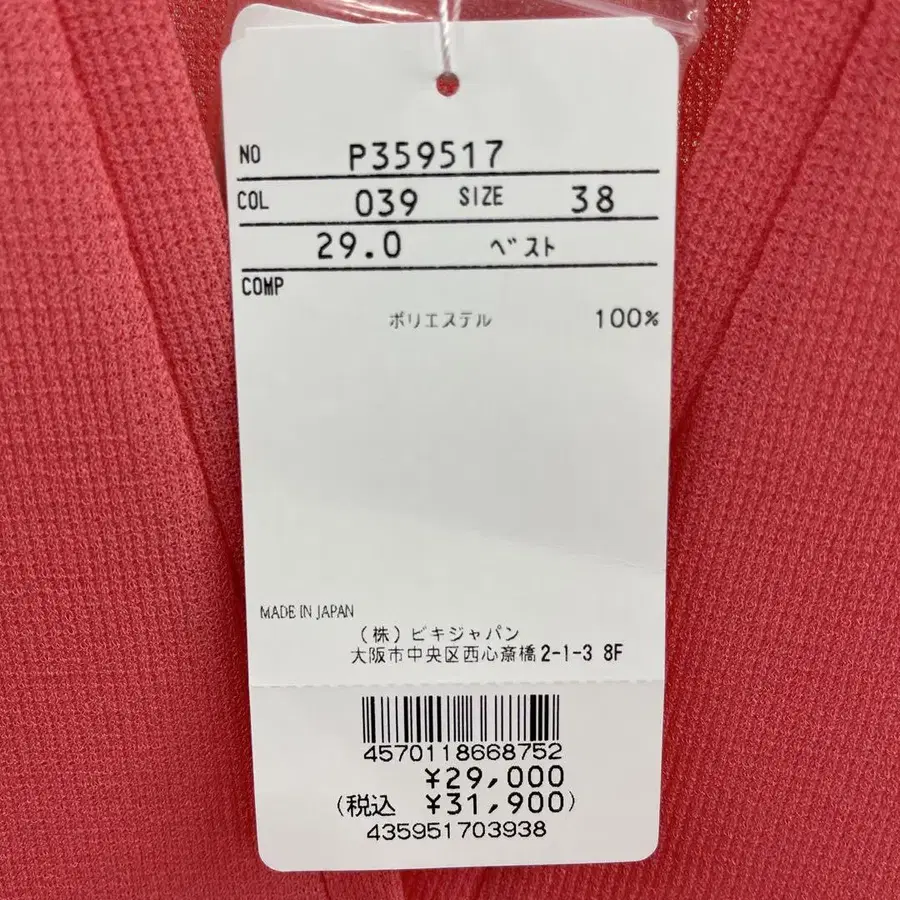 NO P359517
COL 039 SIZE 38
29.0 ベスト
COMP
ポリエステル 100%
MADE IN JAPAN
(株)ビキジャパン
大阪市中央区西心斎橋2-1-3 8F
4570118668752
¥29,000
(税込 ¥31,900)
435951703938